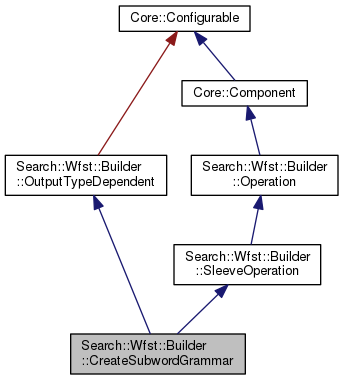 Core::Configurable
Core::Component
Search::Wfst::Builder
::OutputTypeDependent
Search::Wfst::Builder
::Operation
Search::Wfst::Builder
::SleeveOperation
Search::Wfst::Builder
::CreateSubwordGrammar